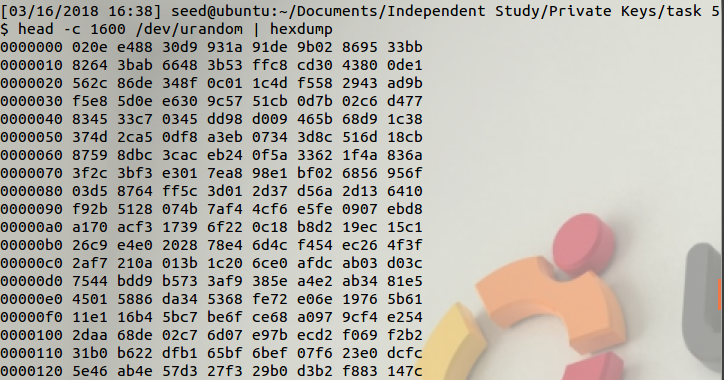 [03/16/2018 16:38] seed@ubuntu:~/Documents/Independent Study/Private Keys/task 5
$ head -c 1600 /dev/urandom | hexdump
0000000 020e e488 30d9 931a 91de 9b02 8695 33bb
0000010 8264 3bab 6648 3b53 ffc8 cd30 4380 0de1
0000020 562c 86de 348f 0c01 1c4d f558 2943 ad9b
0000030 f5e8 5d0e e630 9c57 51cb 0d7b 02c6 d477
0000040 8345 33c7 0345 dd98 d009 465b 68d9 1c38
0000050 374d 2ca5 0df8 a3eb 0734 3d8c 516d 18cb
0000060 8759 8dbc 3cac eb24 0f5a 3362 1f4a 836a
0000070 3f2c 3bf3 e301 7ea8 98e1 bf02 6856 956f
0000080 03d5 8764 ff5c 3d01 2d37 d56a 2d13 6410
0000090 f92b 5128 074b 7af4 4cf6 e5fe 0907 ebd8
00000a0 a170 acf3 1739 6f22 0c18 b8d2 19ec 15c1
00000b0 26c9 e4e0 2028 78e4 6d4c f454 ec26 4f3f
00000c0 2af7 210a 013b 1c20 6ce0 afdc ab03 d03c
00000d0 7544 bdd9 b573 3af9 385e a4e2 ab34 81e5
00000e0 4501 5886 da34 5368 fe72 e06e 1976 5b61
00000f0 11e1 16b4 5bc7 be6f ce68 a097 9cf4 e254
0000100 2daa 68de 02c7 6d07 e97b ecd2 f069 f2b2
0000110 31b0 b622 dfb1 65bf 6bef 07f6 23e0 dcfc
0000120 5e46 ab4e 57d3 27f3 29b0 d3b2 f883 147c